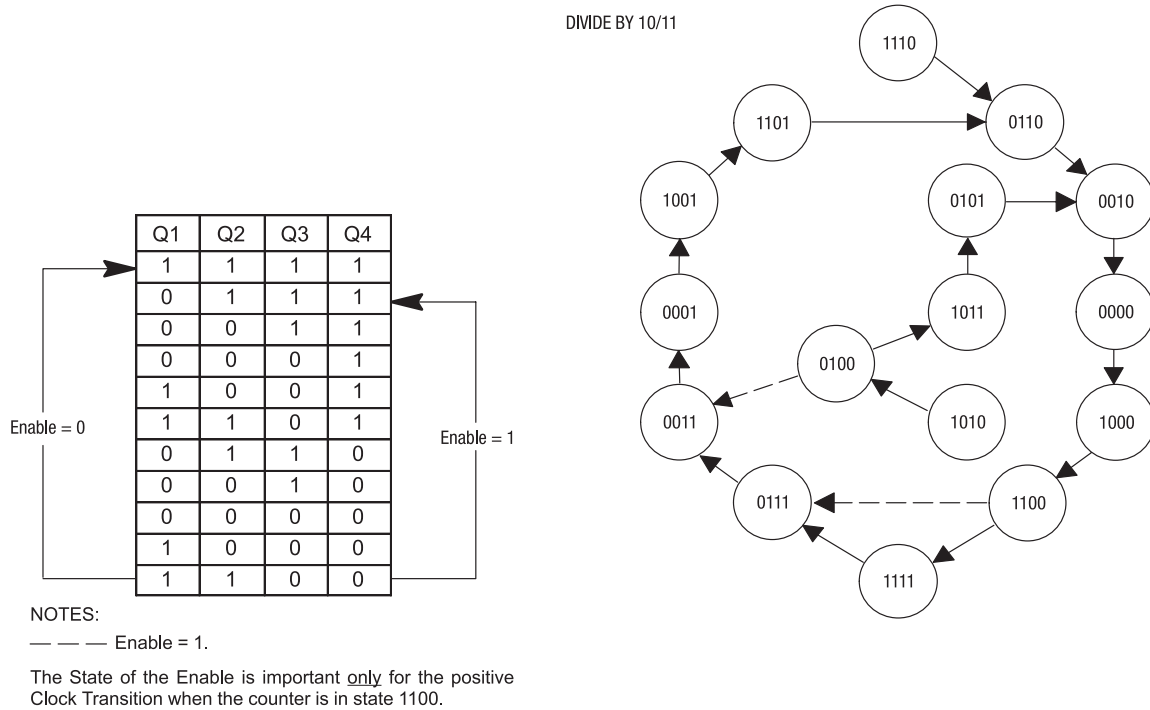 DIVIDE BY 10/11
1110
1101
0110
1001
0101
0010
0001
1011
0000
0100
0011
1010
1000
0111
1100
1111
Q1 Q2 Q3 Q4
1 1 1 1
0 1 1 1
0 0 1 1
0 0 0 1
1 0 0 1
1 1 0 1
0 1 1 0
0 0 1 0
0 0 0 0
1 0 0 0
1 1 0 0
Enable = 0
Enable = 1
NOTES:
— — — Enable = 1.
The State of the Enable is important only for the positive
Clock Transition when the counter is in state 1100.